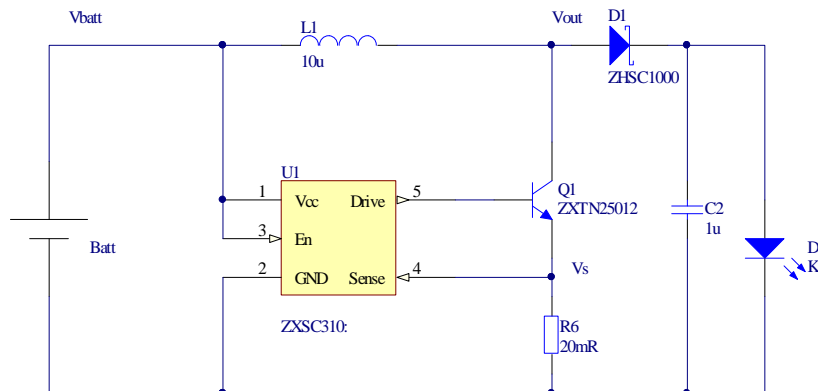 Vbatt
L1
10u
Vout
D1
ZHSC1000
U1
1
Vcc
Drive
5
3
En
2
GND
Sense
4
ZXSC310:
Q1
ZXTN25012
Vs
R6
20mR
C2
1u
Batt
D
K